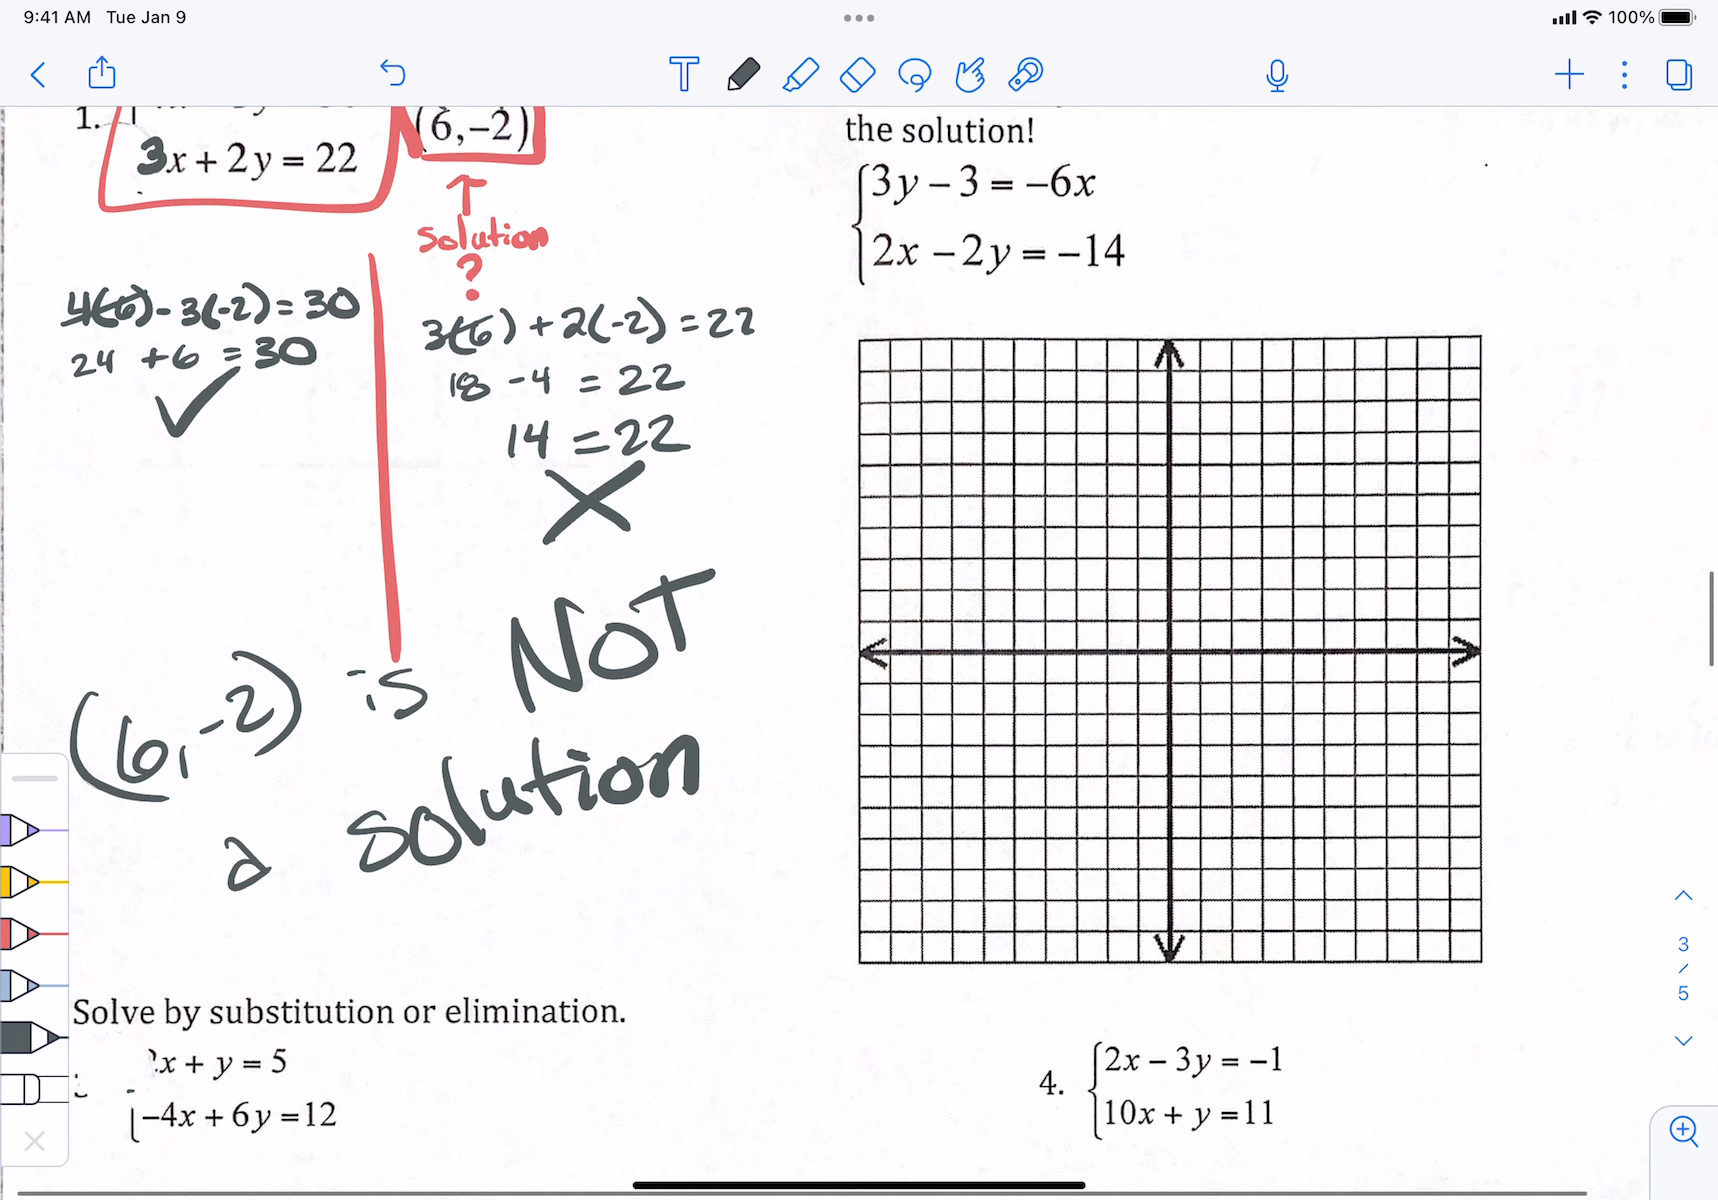 9:41 AM Tue Jan 9
100%
1.
(6,−2)
3x + 2y = 22
solution
?
4(6) - 3(-2) = 30
24 + 6 = 30
3(6) + 2(-2) = 22
18 - 4 = 22
14 = 22
(6,-2) is NOT
a solution
the solution!
3y − 3 = −6x
2x − 2y = −14
Solve by substitution or elimination.
x + y = 5
−4x + 6y = 12
4.
2x − 3y = −1
10x + y = 11
3
/
5